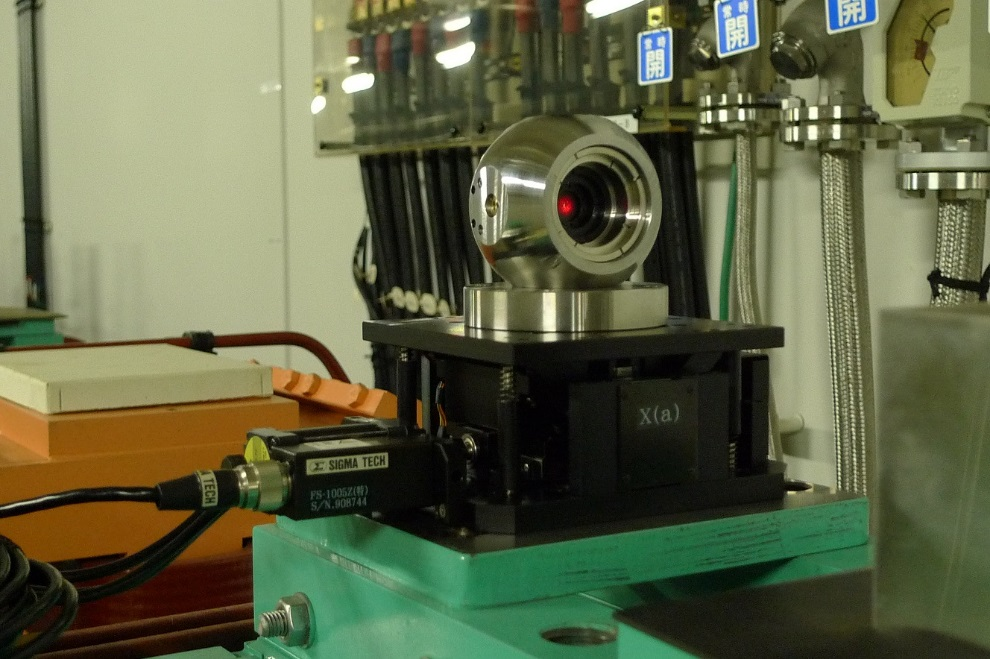 常時
開
常時
開
開
X(a)
SIGMA TECH
FS-1005Z(特)
S/N.908744
TECH